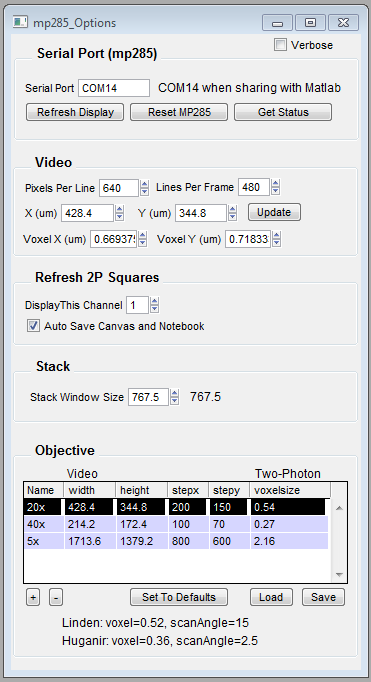 mp285_Options
Verbose
Serial Port (mp285)
Serial Port COM14 COM14 when sharing with Matlab
Refresh Display Reset MP285 Get Status
Video
Pixels Per Line 640 Lines Per Frame 480
X (um) 428.4 Y (um) 344.8 Update
Voxel X (um) 0.66937 Voxel Y (um) 0.71833
Refresh 2P Squares
DisplayThis Channel 1
Auto Save Canvas and Notebook
Stack
Stack Window Size 767.5 767.5
Objective
Video Two-Photon
Name width height stepx stepy voxelsize
20x 428.4 344.8 200 150 0.54
40x 214.2 172.4 100 70 0.27
5x 1713.6 1379.2 800 600 2.16
+ - Set To Defaults Load Save
Linden: voxel=0.52, scanAngle=15
Huganir: voxel=0.36, scanAngle=2.5